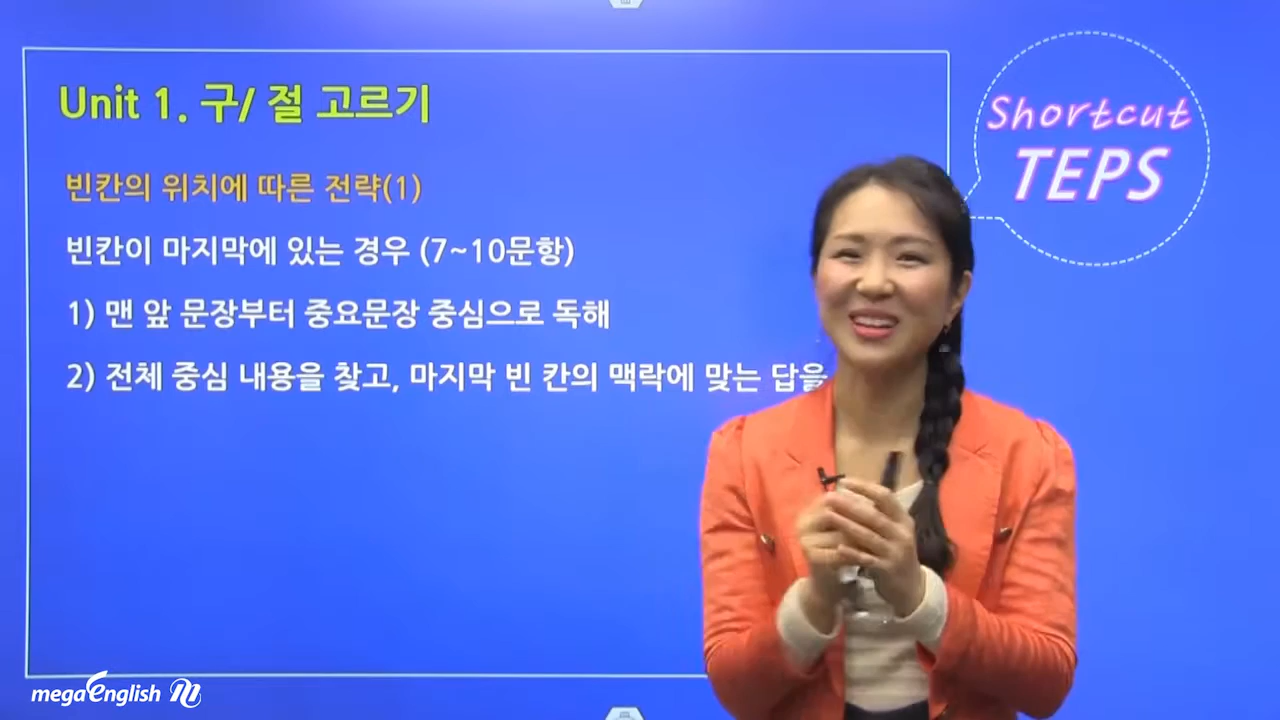 Unit 1. 구/ 절 고르기
Shortcut
TEPS
빈칸의 위치에 따른 전략(1)
빈칸이 마지막에 있는 경우 (7~10문항)
1) 맨 앞 문장부터 중요문장 중심으로 독해
2) 전체 중심 내용을 찾고, 마지막 빈 칸의 맥락에 맞는 답을
megaEnglish m